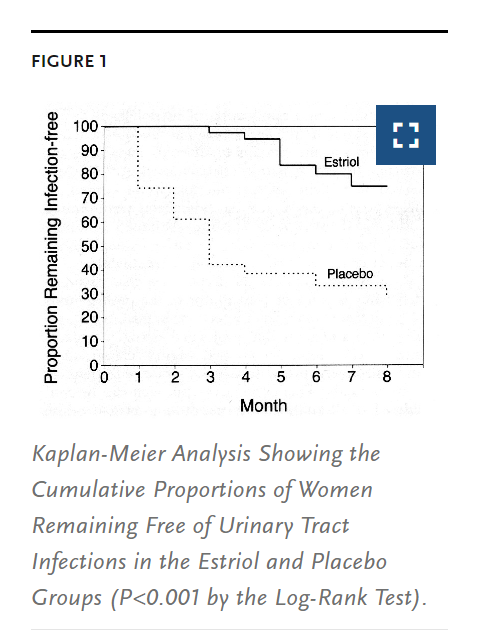 FIGURE 1
Proportion Remaining Infection-free
100
90
80
70
60
50
40
30
20
10
0
Estriol
Placebo
0 1 2 3 4 5 6 7 8
Month
Kaplan-Meier Analysis Showing the
Cumulative Proportions of Women
Remaining Free of Urinary Tract
Infections in the Estriol and Placebo
Groups (P<0.001 by the Log-Rank Test).